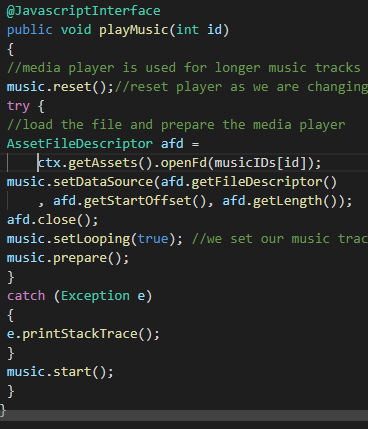 @JavascriptInterface
public void playMusic(int id)
{
//media player is used for longer music tracks
music.reset();//reset player as we are changing
try {
//load the file and prepare the media player
AssetFileDescriptor afd =
ctx.getAssets().openFd(musicIDs[id]);
music.setDataSource(afd.getFileDescriptor()
, afd.getStartOffset(), afd.getLength());
afd.close();
music.setLooping(true); //we set our music trac
music.prepare();
}
catch (Exception e)
{
e.printStackTrace();
}
music.start();
}
}